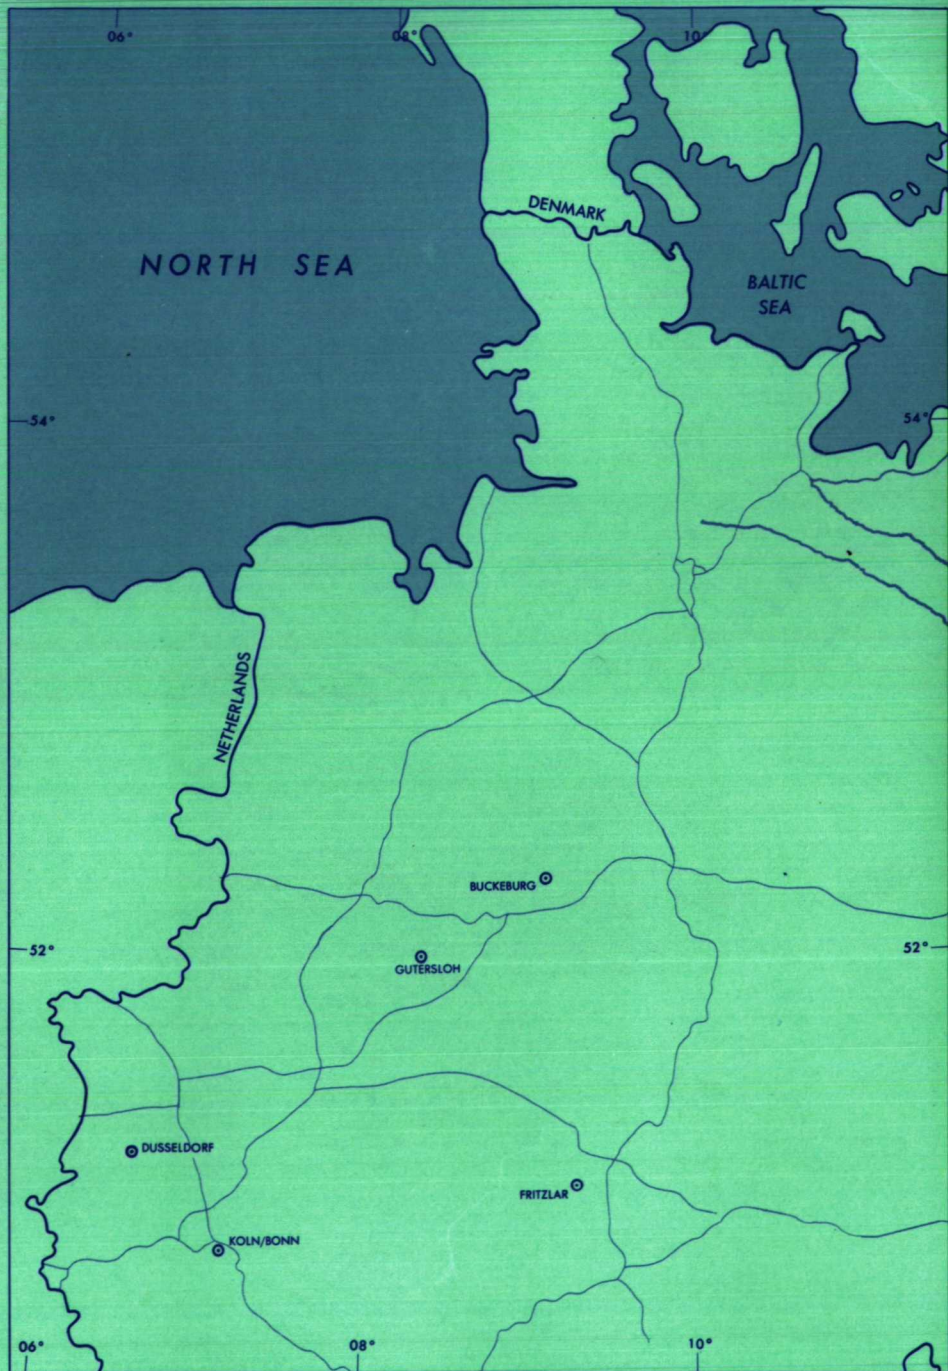 06°
08°
10°
DENMARK
NORTH SEA
BALTIC
SEA
54°
54°
NETHERLANDS
BUCKEBURG
52°
52°
GUTERSLOH
DUSSELDORF
FRITZLAR
KOLN/BONN
06°
08°
10°